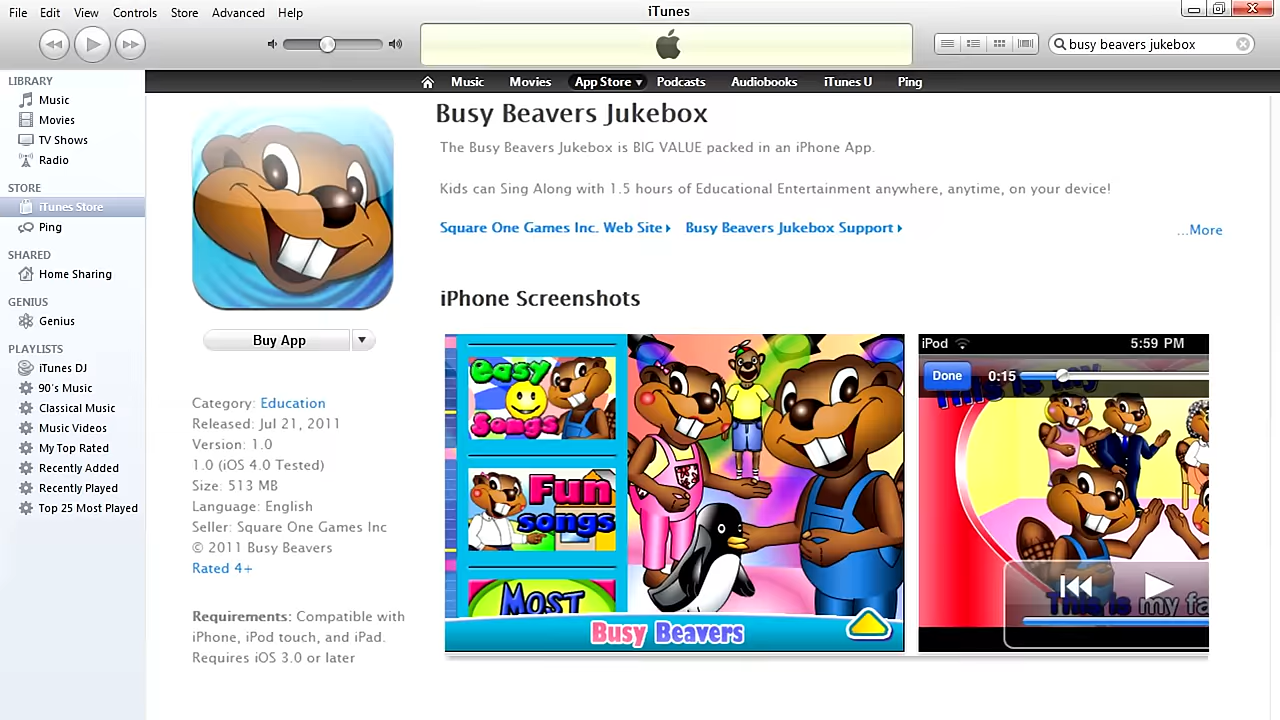 File Edit View Controls Store Advanced Help
iTunes
busy beavers jukebox
LIBRARY
Music
Movies
TV Shows
Radio
STORE
iTunes Store
Ping
SHARED
Home Sharing
GENIUS
Genius
PLAYLISTS
iTunes DJ
90's Music
Classical Music
Music Videos
My Top Rated
Recently Added
Recently Played
Top 25 Most Played
Music Movies App Store Podcasts Audiobooks iTunes U Ping
Busy Beavers Jukebox
The Busy Beavers Jukebox is BIG VALUE packed in an iPhone App.
Kids can Sing Along with 1.5 hours of Educational Entertainment anywhere, anytime, on your device!
Square One Games Inc. Web Site Busy Beavers Jukebox Support
...More
Buy App
Category: Education
Released: Jul 21, 2011
Version: 1.0
1.0 (iOS 4.0 Tested)
Size: 513 MB
Language: English
Seller: Square One Games Inc
© 2011 Busy Beavers
Rated 4+
Requirements: Compatible with
iPhone, iPod touch, and iPad.
Requires iOS 3.0 or later
iPhone Screenshots
easy
Songs
Fun
songs
MOST
Busy Beavers
iPod 5:59 PM
Done 0:15
This is my
This is my fa